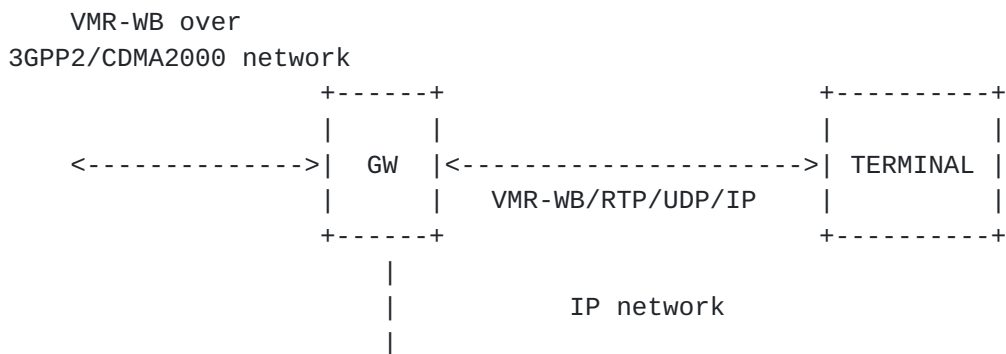 VMR-WB over
3GPP2/CDMA2000 network
GW
TERMINAL
VMR-WB/RTP/UDP/IP
IP network